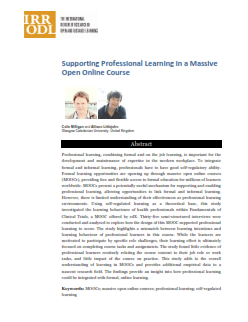 IRR
ODL
THE INTERNATIONAL
REVIEW OF RESEARCH IN
OPEN AND DISTANCE LEARNING
Supporting Professional Learning in a Massive
Open Online Course
Colin Milligan and Allison Littlejohn
Glasgow Caledonian University, United Kingdom
Abstract
Professional learning, combining formal and on the job learning, is important for the
development and maintenance of expertise in the modern workplace. To integrate
formal and informal learning, professionals have to have good self-regulatory ability.
Formal learning opportunities are opening up through massive open online courses
(MOOCs), providing free and flexible access to formal education for millions of learners
worldwide. MOOCs present a potentially useful mechanism for supporting and enabling
professional learning, allowing opportunities to link formal and informal learning.
However, there is limited understanding of their effectiveness as professional learning
environments. Using self-regulated learning as a theoretical base, this study
investigated the learning behaviours of health professionals within Fundamentals of
Clinical Trials, a MOOC offered by edX. Thirty-five semi-structured interviews were
conducted and analysed to explore how the design of this MOOC supported professional
learning to occur. The study highlights a mismatch between learning intentions and
learning behaviour of professional learners in this course. While the learners are
motivated to participate by specific role challenges, their learning effort is ultimately
focused on completing course tasks and assignments. The study found little evidence of
professional learners routinely relating the course content to their job role or work
tasks, and little impact of the course on practice. This study adds to the overall
understanding of learning in MOOCs and provides additional empirical data to a
nascent research field. The findings provide an insight into how professional learning
could be integrated with formal, online learning.
Keywords: MOOCs; massive open online courses; professional learning; self-regulated
learning